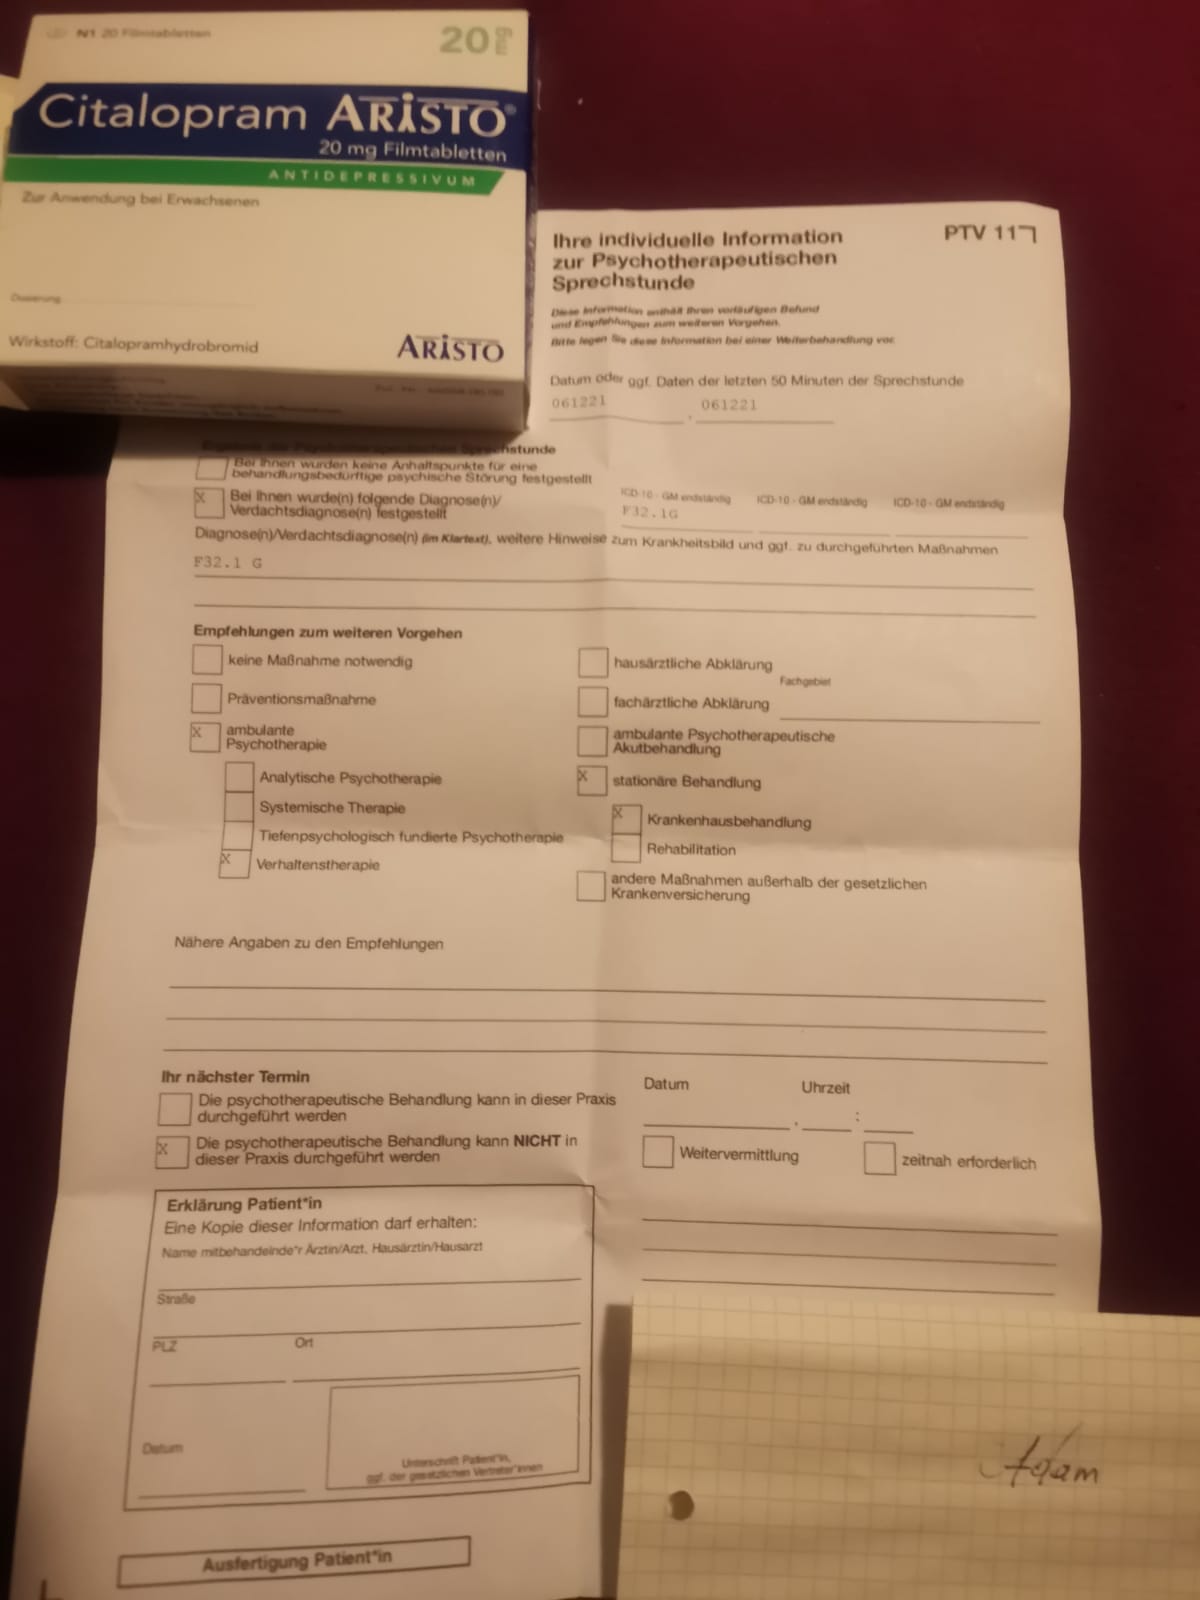 N1 20 Filmtabletten
20 mg
Citalopram ARISTO®
20 mg Filmtabletten
ANTIDEPRESSIVUM
Zur Anwendung bei Erwachsenen
Dosierung
Wirkstoff: Citalopramhydrobromid
ARISTO
Ihre individuelle Information
zur Psychotherapeutischen
Sprechstunde
PTV 11
Diese Information enthält Ihren vorläufigen Befund
und Empfehlungen zum weiteren Vorgehen.
Bitte legen Sie diese Information bei einer Weiterbehandlung vor.
Datum oder ggf. Daten der letzten 50 Minuten der Sprechstunde
061221 , 061221
Ergebnis der Psychotherapeutischen Sprechstunde
Bei Ihnen wurden keine Anhaltspunkte für eine
behandlungsbedürftige psychische Störung festgestellt
X Bei Ihnen wurde(n) folgende Diagnose(n)/
Verdachtsdiagnose(n) festgestellt
ICD-10 - GM endständig ICD-10 - GM endständig ICD-10 - GM endständig
F32.1G
Diagnose(n)/Verdachtsdiagnose(n) (im Klartext), weitere Hinweise zum Krankheitsbild und ggf. zu durchgeführten Maßnahmen
F32.1 G
Empfehlungen zum weiteren Vorgehen
keine Maßnahme notwendig
Präventionsmaßnahme
X ambulante
Psychotherapie
Analytische Psychotherapie
Systemische Therapie
Tiefenpsychologisch fundierte Psychotherapie
X Verhaltenstherapie
hausärztliche Abklärung
Fachgebiet
fachärztliche Abklärung
ambulante Psychotherapeutische
Akutbehandlung
X stationäre Behandlung
X Krankenhausbehandlung
Rehabilitation
andere Maßnahmen außerhalb der gesetzlichen
Krankenversicherung
Nähere Angaben zu den Empfehlungen
Ihr nächster Termin
Die psychotherapeutische Behandlung kann in dieser Praxis
durchgeführt werden
X Die psychotherapeutische Behandlung kann NICHT in
dieser Praxis durchgeführt werden
Datum Uhrzeit
Weitervermittlung zeitnah erforderlich
Erklärung Patient*in
Eine Kopie dieser Information darf erhalten:
Name mitbehandelnde*r Ärztin/Arzt, Hausärztin/Hausarzt
Straße
PLZ Ort
Datum
Unterschrift Patient*in,
ggf. der gesetzlichen Vertreter*innen
Ausfertigung Patient*in
Adam